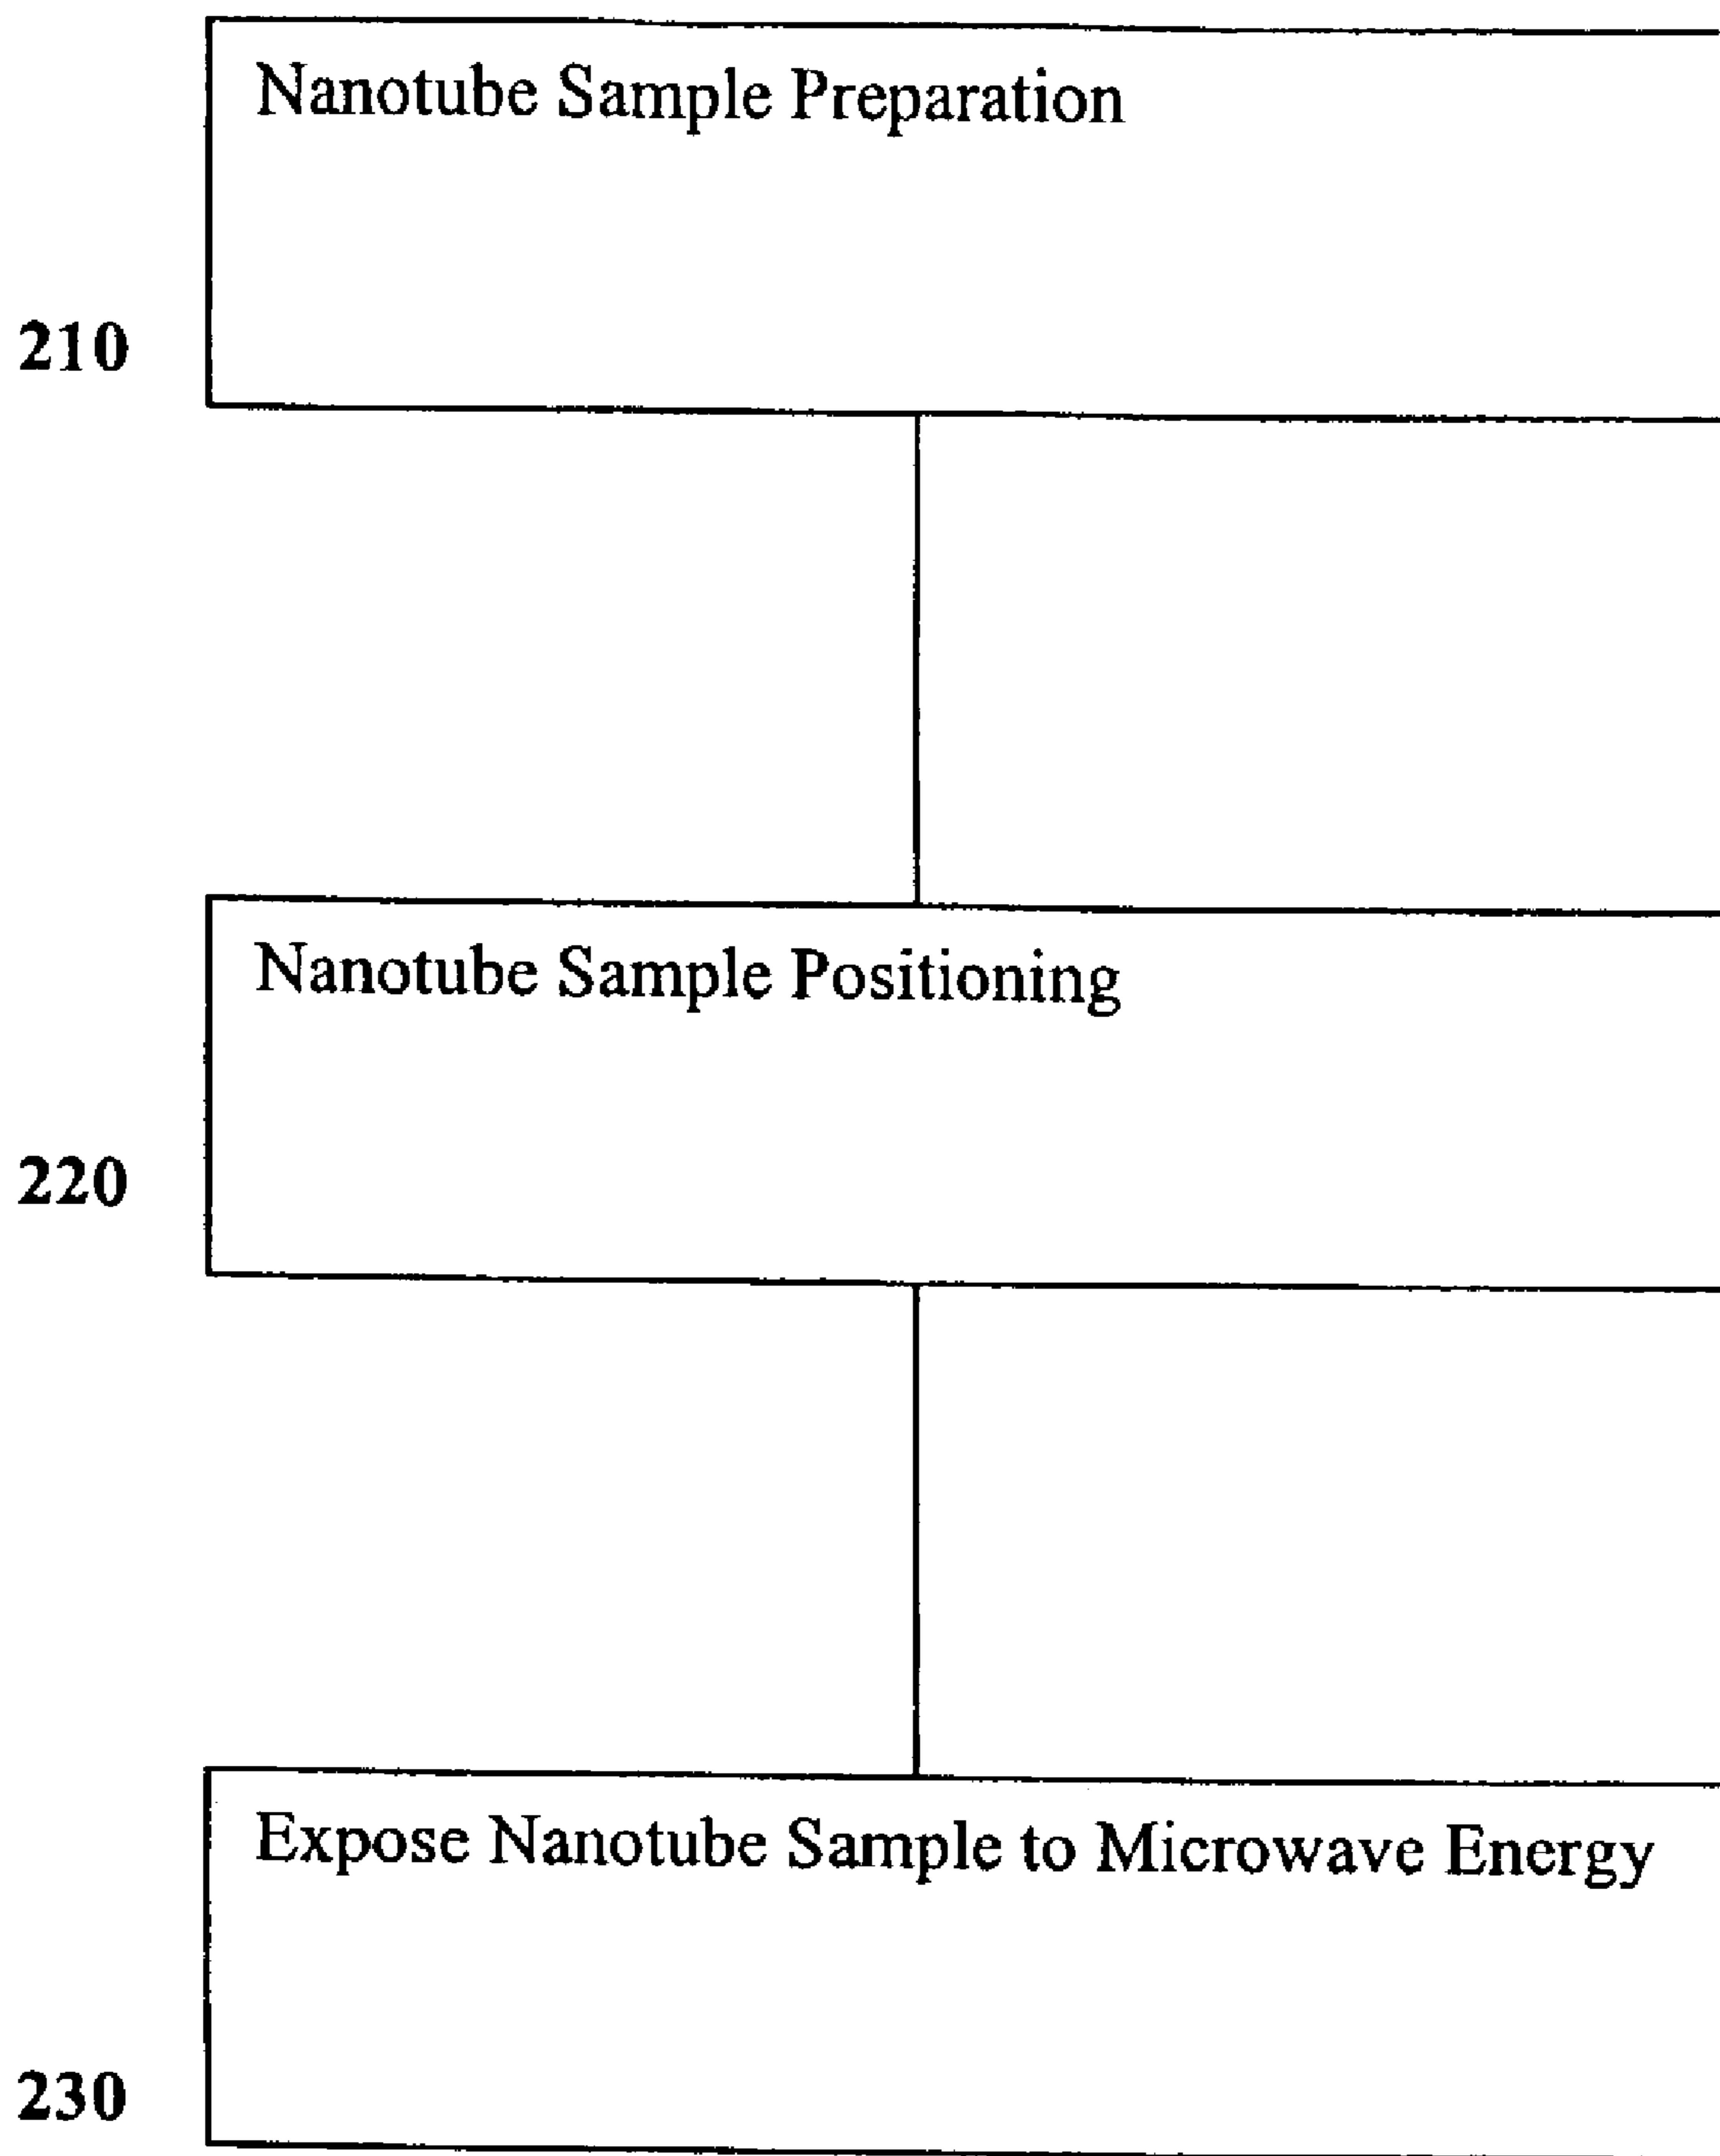 Nanotube Sample Preparation
210
Nanotube Sample Positioning
220
Expose Nanotube Sample to Microwave Energy
230